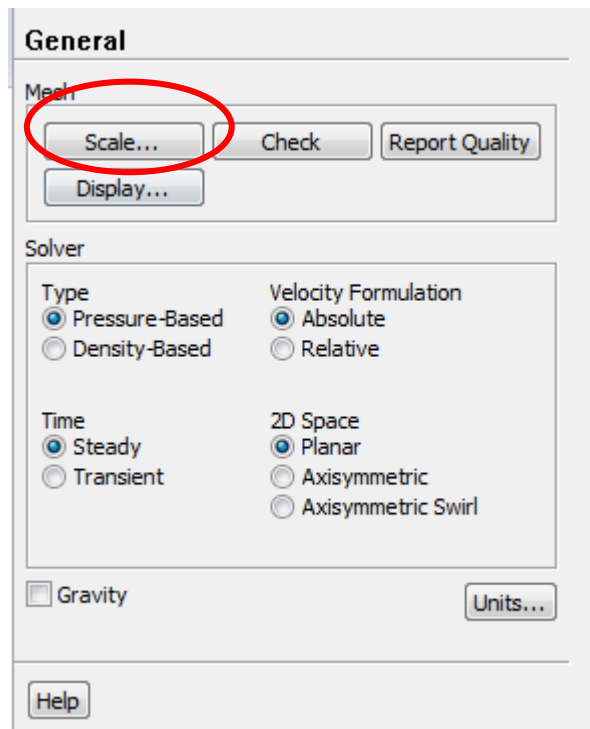 General
Mesh
Scale... Check Report Quality
Display...
Solver
Type Velocity Formulation
Pressure-Based Absolute
Density-Based Relative
Time 2D Space
Steady Planar
Transient Axisymmetric
Axisymmetric Swirl
Gravity Units...
Help